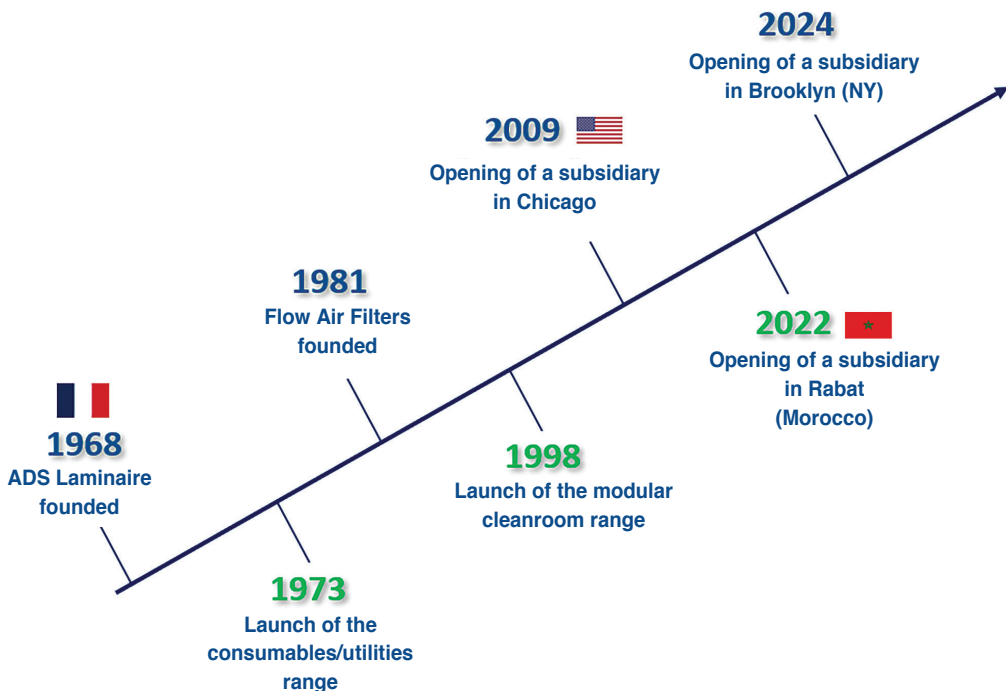 1968
ADS Laminaire
founded
1973
Launch of the
consumables/utilities
range
1981
Flow Air Filters
founded
1998
Launch of the modular
cleanroom range
2009
Opening of a subsidiary
in Chicago
2022
Opening of a subsidiary
in Rabat
(Morocco)
2024
Opening of a subsidiary
in Brooklyn (NY)